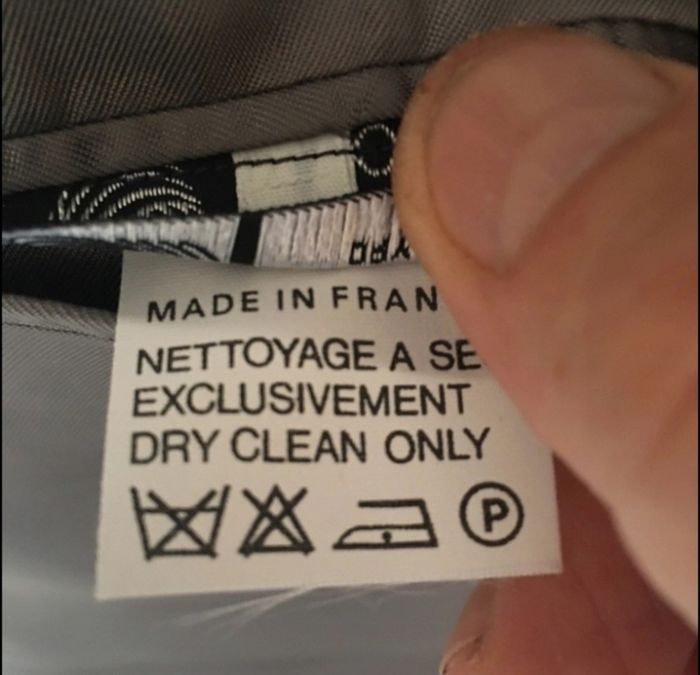 MADE IN FRAN
NETTOYAGE A SE
EXCLUSIVEMENT
DRY CLEAN ONLY
P